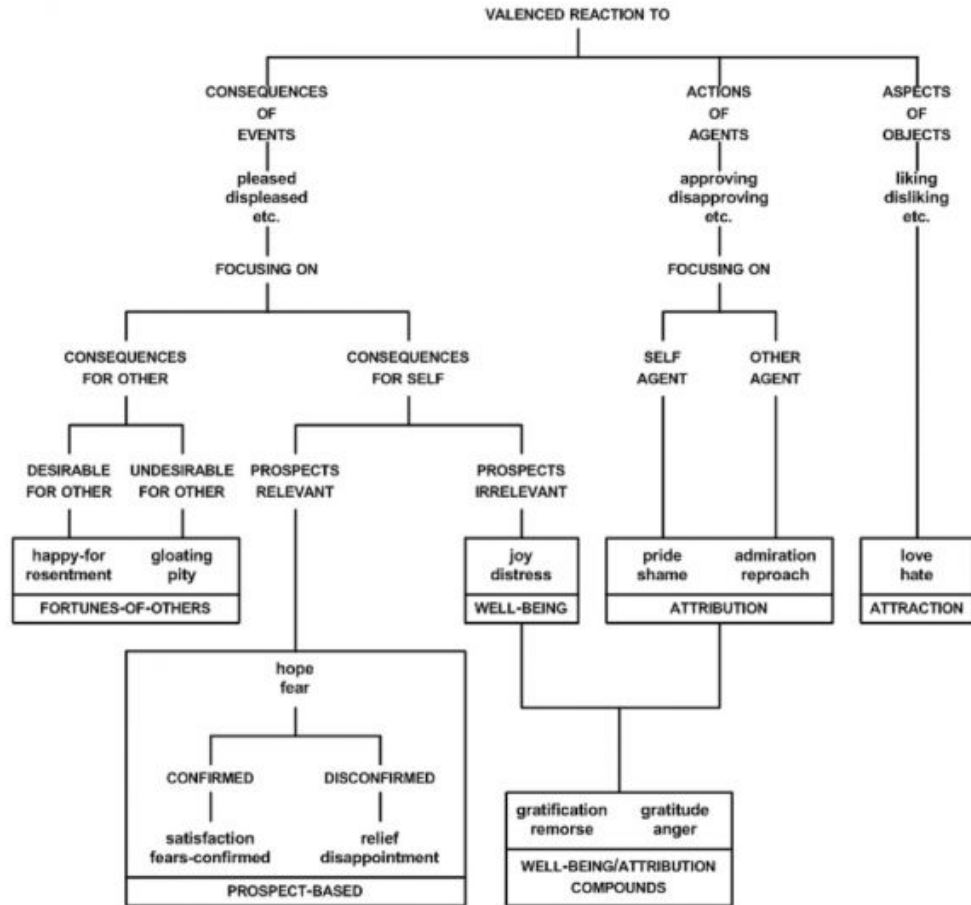 VALENCED REACTION TO
CONSEQUENCES
OF
EVENTS
pleased
displeased
etc.
FOCUSING ON
ACTIONS
OF
AGENTS
approving
disapproving
etc.
FOCUSING ON
ASPECTS
OF
OBJECTS
liking
disliking
etc.
CONSEQUENCES
FOR OTHER
CONSEQUENCES
FOR SELF
SELF
AGENT
OTHER
AGENT
DESIRABLE
FOR OTHER
UNDESIRABLE
FOR OTHER
PROSPECTS
RELEVANT
PROSPECTS
IRRELEVANT
happy-for
resentment
gloating
pity
FORTUNES-OF-OTHERS
joy
distress
WELL-BEING
pride
shame
admiration
reproach
ATTRIBUTION
love
hate
ATTRACTION
hope
fear
CONFIRMED
DISCONFIRMED
satisfaction
fears-confirmed
relief
disappointment
PROSPECT-BASED
gratification
remorse
gratitude
anger
WELL-BEING/ATTRIBUTION
COMPOUNDS